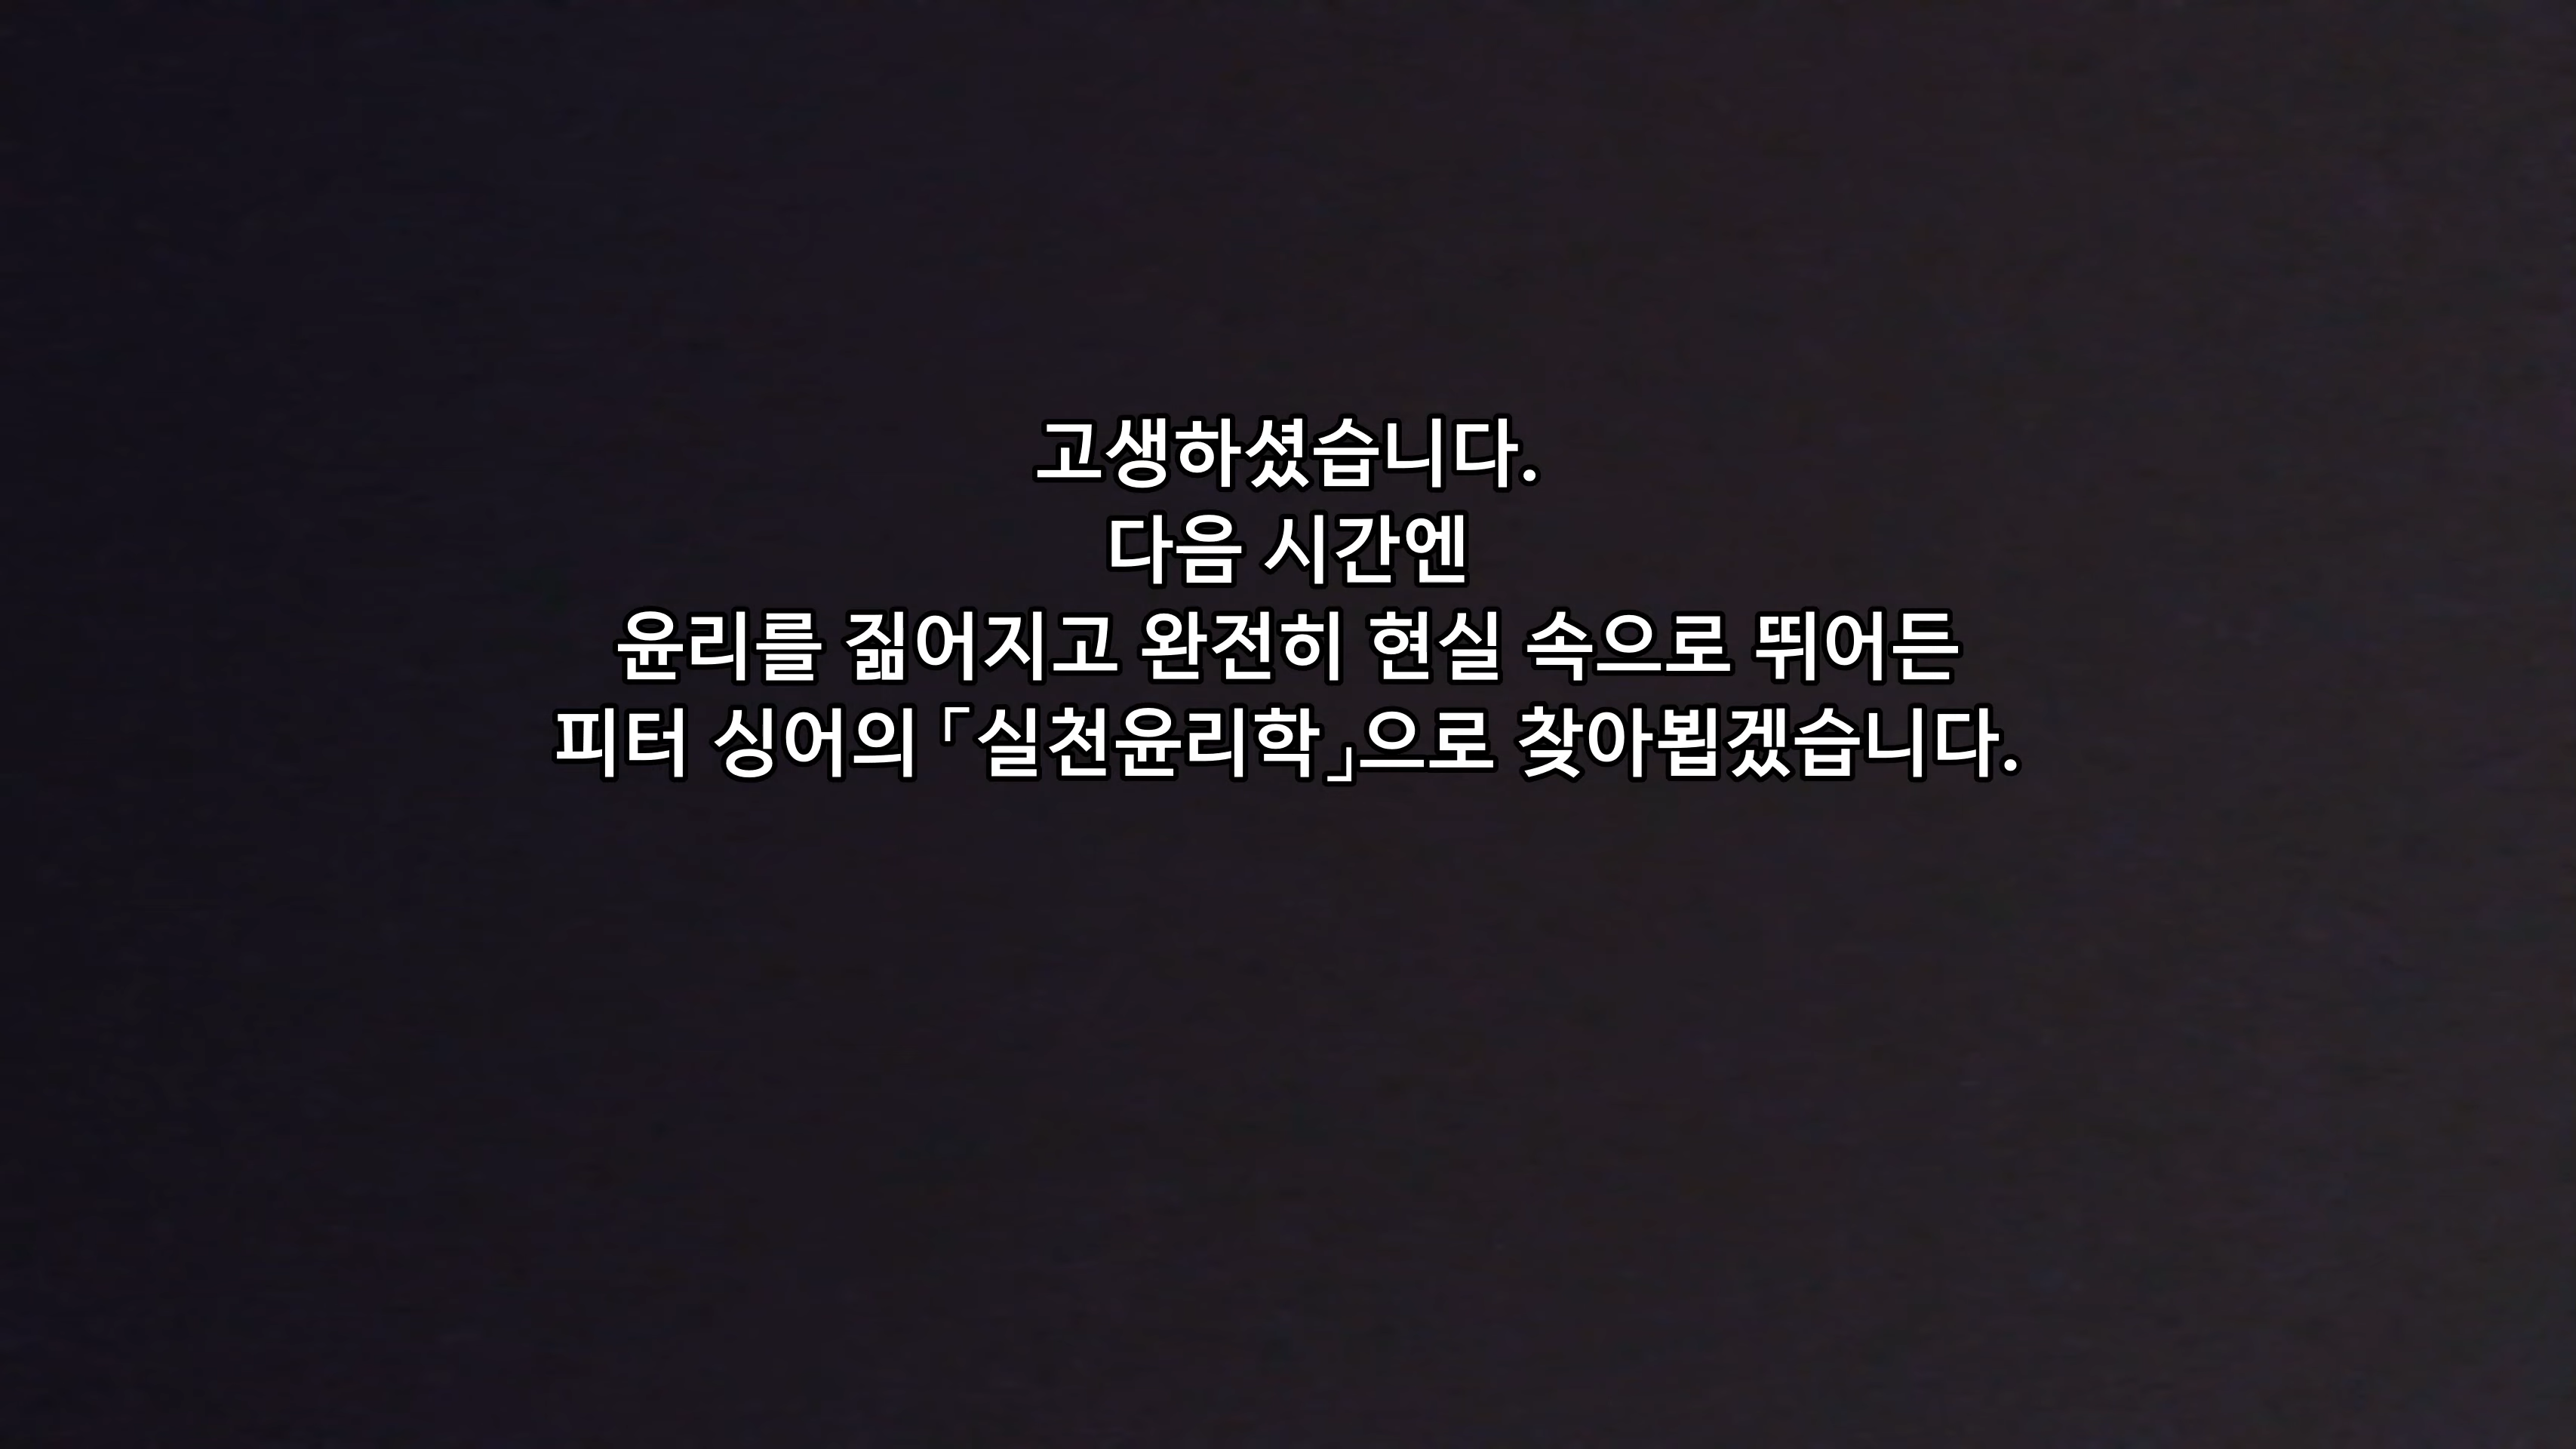 고생하셨습니다.
다음 시간엔
윤리를 짊어지고 완전히 현실 속으로 뛰어든
피터 싱어의 「실천윤리학」으로 찾아뵙겠습니다.